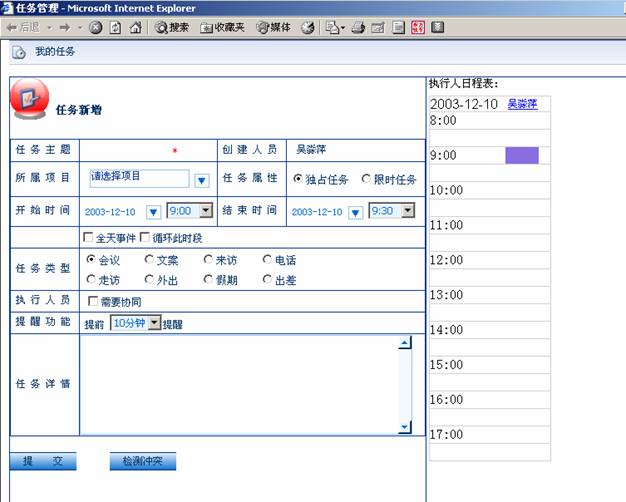 任务管理 - Microsoft Internet Explorer
后退 搜索 收藏夹 媒体
我的任务
任务新增
任务主题 * 创建人员 吴淼萍
所属项目 请选择项目 任务属性 独占任务 限时任务
开始时间 2003-12-10 9:00 结束时间 2003-12-10 9:30
全天事件 循环此时段
任务类型 会议 文案 来访 电话
走访 外出 假期 出差
执行人员 需要协同
提醒功能 提前 10分钟 提醒
任务详情
提 交 检测冲突
执行人日程表：
2003-12-10 吴淼萍
8:00
9:00
10:00
11:00
12:00
13:00
14:00
15:00
16:00
17:00